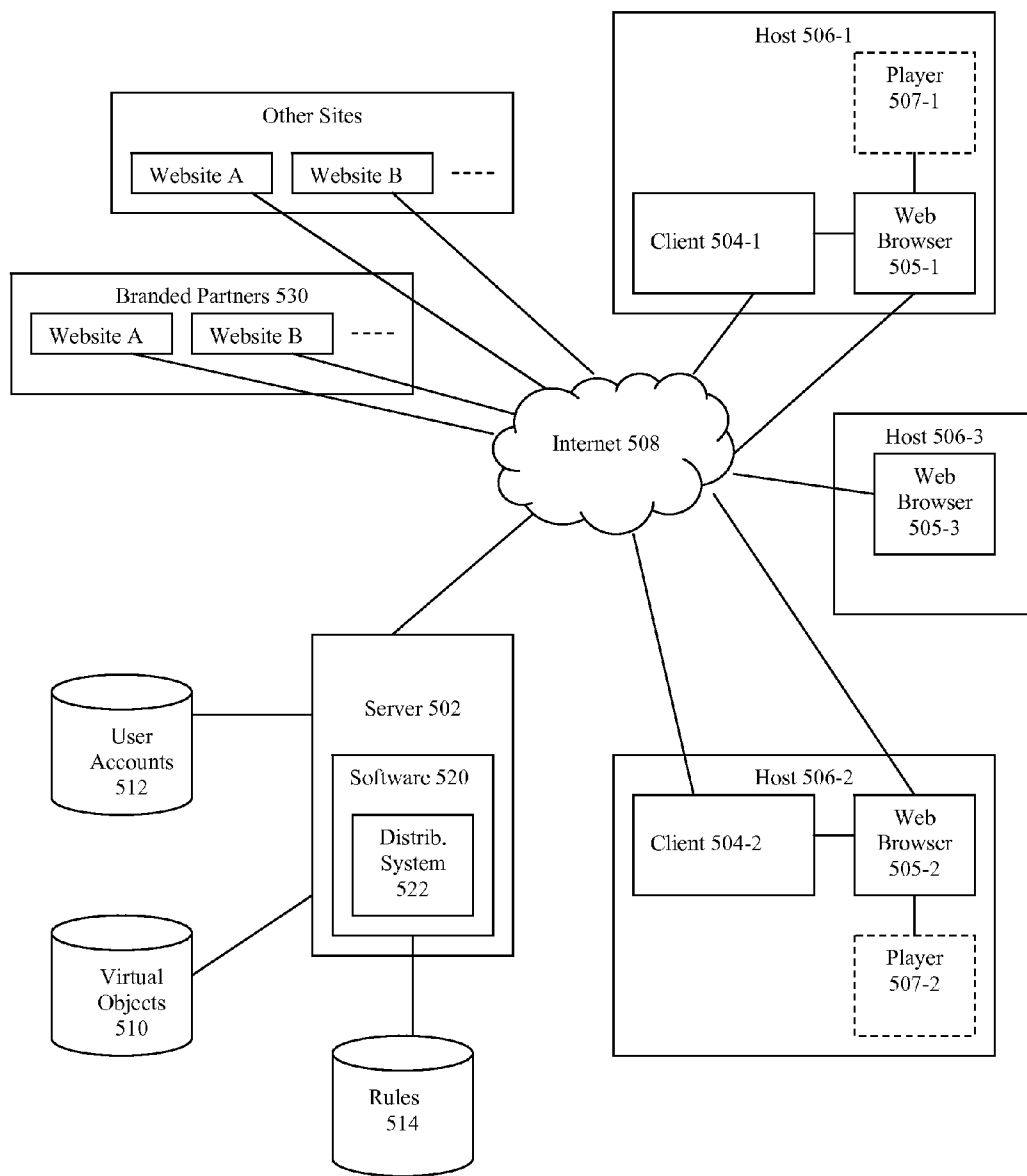 Host 506-1
Player
507-1
Client 504-1
Web
Browser
505-1
Other Sites
Website A
Website B
Branded Partners 530
Website A
Website B
Internet 508
Host 506-3
Web
Browser
505-3
Server 502
Software 520
Distrib.
System
522
User
Accounts
512
Virtual
Objects
510
Rules
514
Host 506-2
Client 504-2
Web
Browser
505-2
Player
507-2